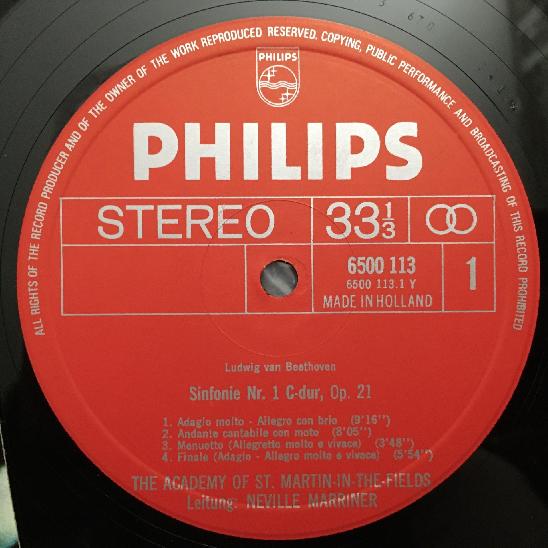 ALL RIGHTS OF THE RECORD PRODUCER AND OF THE OWNER OF THE WORK REPRODUCED RESERVED. COPYING, PUBLIC PERFORMANCE AND BROADCASTING OF THIS RECORD PROHIBITED
PHILIPS
PHILIPS
STEREO 33 1/3
6500 113 1
6500 113.1 Y
MADE IN HOLLAND
Ludwig van Beethoven
Sinfonie Nr. 1 C-dur, Op. 21
1. Adagio molto - Allegro con brio (9'16'')
2. Andante cantabile con moto (8'05'')
3. Menuetto (Allegretto molto e vivace) (3'48'')
4. Finale (Adagio - Allegro molto e vivace) (5'54'')
THE ACADEMY OF ST. MARTIN-IN-THE-FIELDS
Leitung: NEVILLE MARRINER